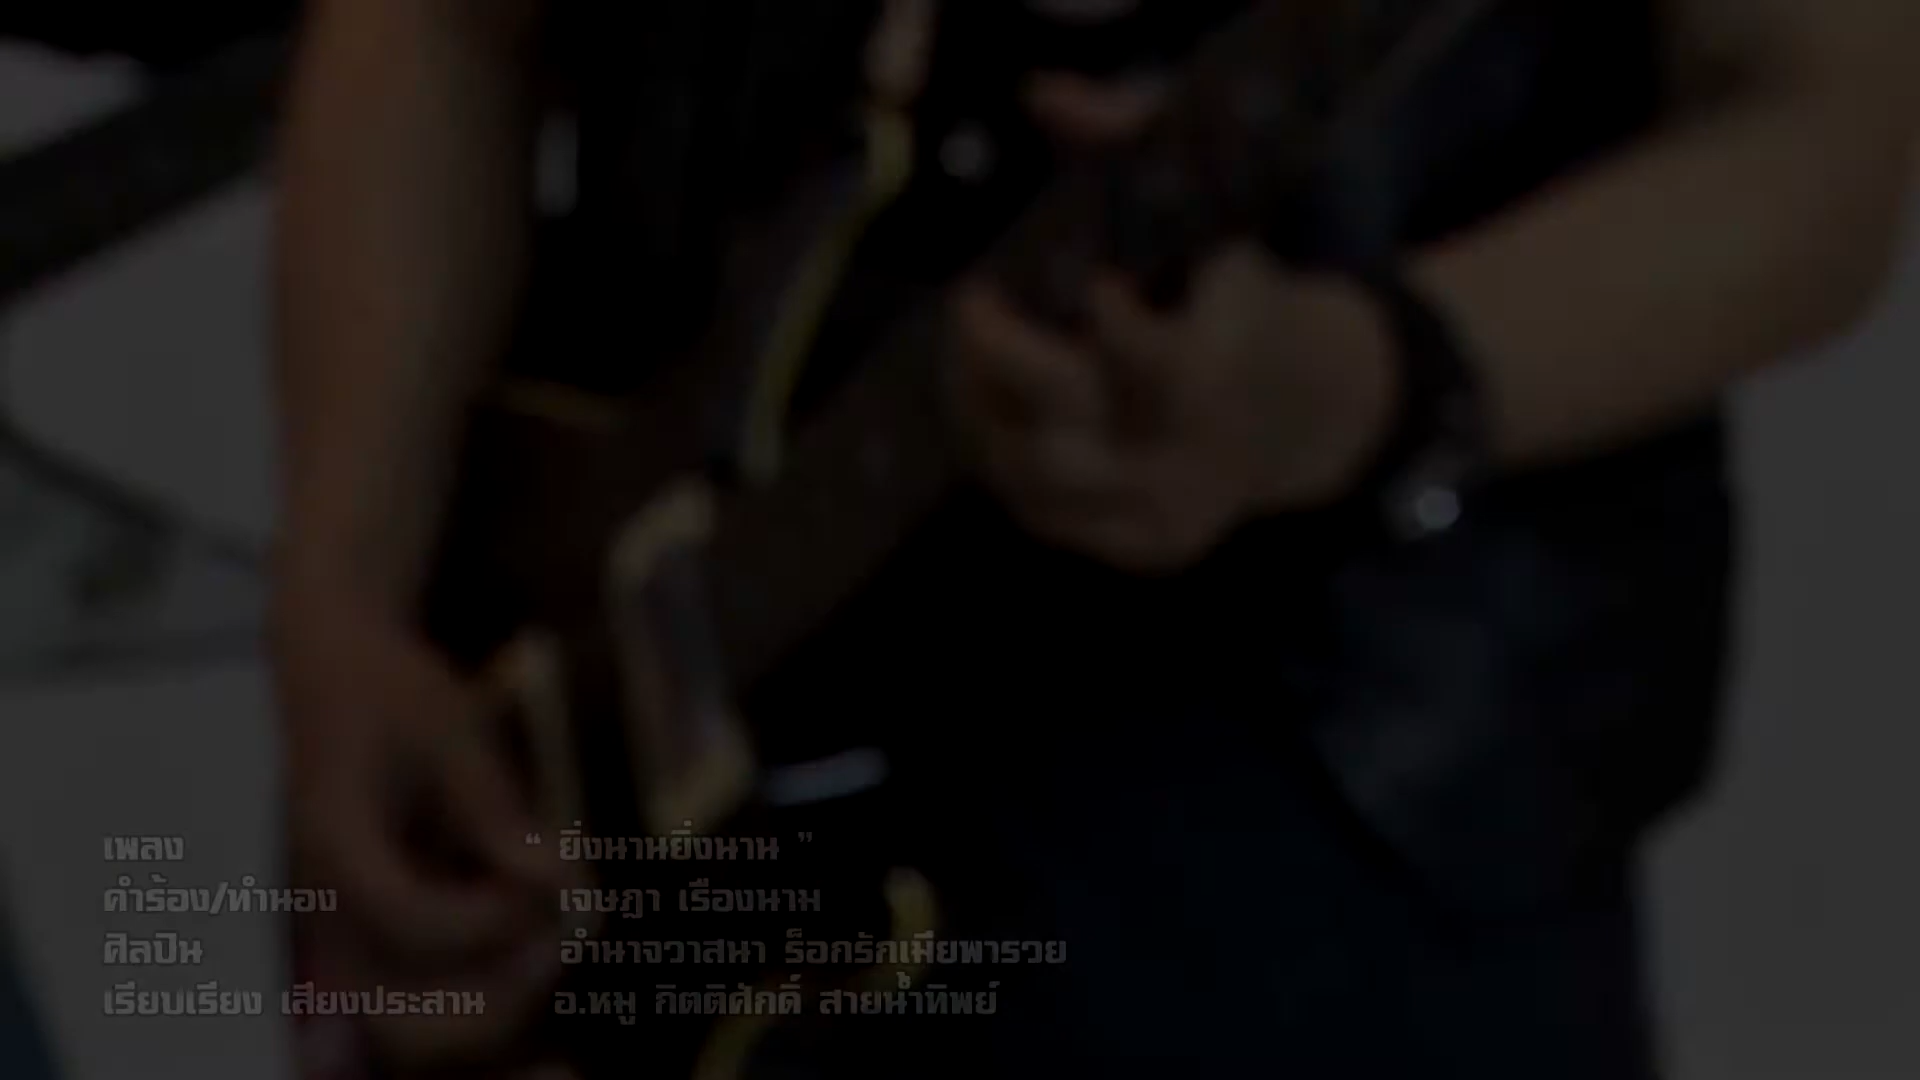 เพลง “ ยิ่งนานยิ่งนาน ”
คำร้อง/ทำนอง เจษฎา เรืองนาม
ศิลปิน อำนาจวาสนา ร็อกรักเมียพารวย
เรียบเรียง เสียงประสาน อ.หมู กิตติศักดิ์ สายน้ำทิพย์